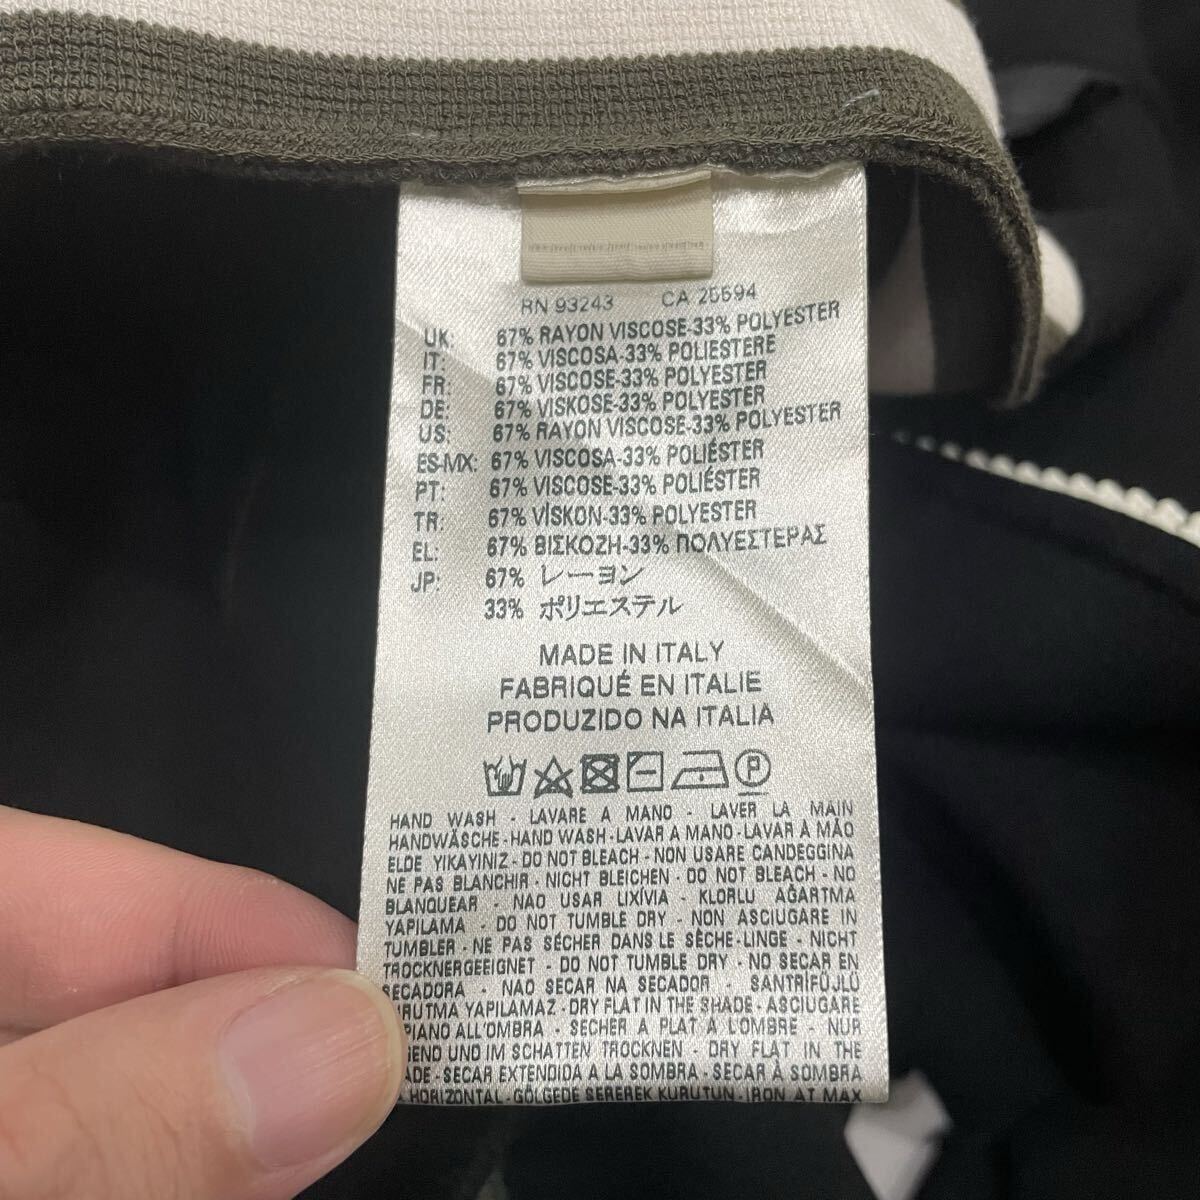 RN 93243 CA 25594
UK: 67% RAYON VISCOSE-33% POLYESTER
IT: 67% VISCOSA-33% POLIESTERE
FR: 67% VISCOSE-33% POLYESTER
DE: 67% VISKOSE-33% POLYESTER
US: 67% RAYON VISCOSE-33% POLYESTER
ES-MX: 67% VISCOSA-33% POLIÉSTER
PT: 67% VISCOSE-33% POLIÉSTER
TR: 67% VİSKON-33% POLYESTER
EL: 67% ΒΙΣΚΟΖΗ-33% ΠΟΛΥΕΣΤΕΡΑΣ
JP: 67% レーヨン
33% ポリエステル
MADE IN ITALY
FABRIQUÉ EN ITALIE
PRODUZIDO NA ITALIA
P
HAND WASH - LAVARE A MANO - LAVER LA MAIN
HANDWÄSCHE - HAND WASH - LAVAR A MANO - LAVAR À MÃO
ELDE YIKAYINIZ - DO NOT BLEACH - NON USARE CANDEGGINA
NE PAS BLANCHIR - NICHT BLEICHEN - DO NOT BLEACH - NO
BLANQUEAR - NAO USAR LIXÍVIA - KLORLU AĞARTMA
YAPILAMA - DO NOT TUMBLE DRY - NON ASCIUGARE IN
TUMBLER - NE PAS SÉCHER DANS LE SÈCHE-LINGE - NICHT
TROCKNERGEEIGNET - DO NOT TUMBLE DRY - NO SECAR EN
SECADORA - NAO SECAR NA SECADOR - SANTRİFÜJLÜ
URUTMA YAPILAMAZ - DRY FLAT IN THE SHADE - ASCIUGARE
PIANO ALL'OMBRA - SÉCHER À PLAT À L'OMBRE - NUR
GEND UND IM SCHATTEN TROCKNEN - DRY FLAT IN THE
ADE - SECAR EXTENDIDA A LA SOMBRA - SECAR À SOMBRA
HORIZONTAL - GÖLGEDE SEREREK KURUTUN - IRON AT MAX